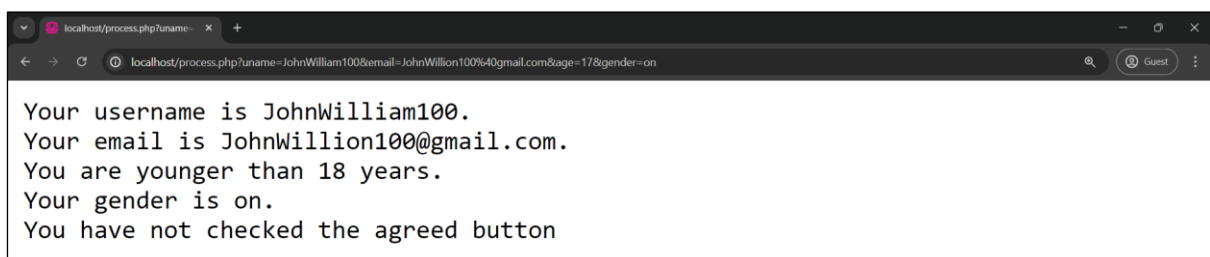 localhost/process.php?uname=
localhost/process.php?uname=JohnWilliam100&email=JohnWillion100%40gmail.com&age=17&gender=on
Guest
Your username is JohnWilliam100.
Your email is JohnWillion100@gmail.com.
You are younger than 18 years.
Your gender is on.
You have not checked the agreed button